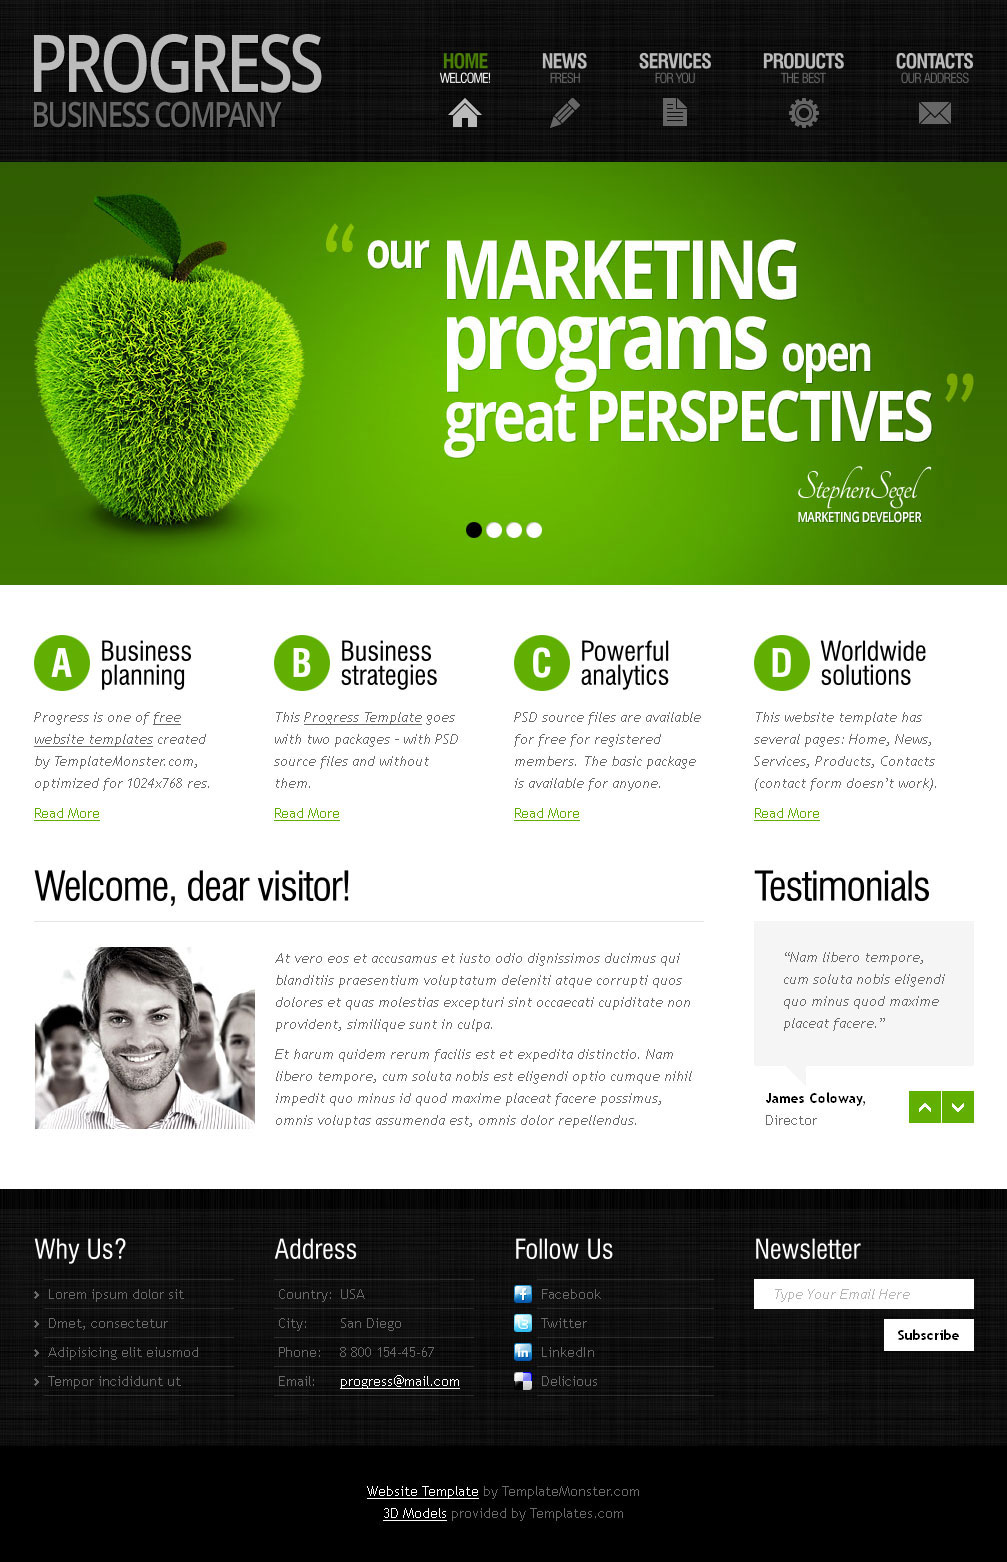 PROGRESS
BUSINESS COMPANY
HOME
WELCOME!
NEWS
FRESH
SERVICES
FOR YOU
PRODUCTS
THE BEST
CONTACTS
OUR ADDRESS
“ our MARKETING
programs open
great PERSPECTIVES ”
Stephen Segel
MARKETING DEVELOPER
A
Business
planning
Progress is one of free
website templates created
by TemplateMonster.com,
optimized for 1024x768 res.
Read More
B
Business
strategies
This Progress Template goes
with two packages - with PSD
source files and without
them.
Read More
C
Powerful
analytics
PSD source files are available
for free for registered
members. The basic package
is available for anyone.
Read More
D
Worldwide
solutions
This website template has
several pages: Home, News,
Services, Products, Contacts
(contact form doesn't work).
Read More
Welcome, dear visitor!
At vero eos et accusamus et iusto odio dignissimos ducimus qui
blanditiis praesentium voluptatum deleniti atque corrupti quos
dolores et quas molestias excepturi sint occaecati cupiditate non
provident, similique sunt in culpa.
Et harum quidem rerum facilis est et expedita distinctio. Nam
libero tempore, cum soluta nobis est eligendi optio cumque nihil
impedit quo minus id quod maxime placeat facere possimus,
omnis voluptas assumenda est, omnis dolor repellendus.
Testimonials
“Nam libero tempore,
cum soluta nobis eligendi
quo minus quod maxime
placeat facere.”
James Coloway,
Director
Why Us?
Lorem ipsum dolor sit
Dmet, consectetur
Adipisicing elit eiusmod
Tempor incididunt ut
Address
Country: USA
City: San Diego
Phone: 8 800 154-45-67
Email: progress@mail.com
Follow Us
Facebook
Twitter
LinkedIn
Delicious
Newsletter
Type Your Email Here
Subscribe
Website Template by TemplateMonster.com
3D Models provided by Templates.com